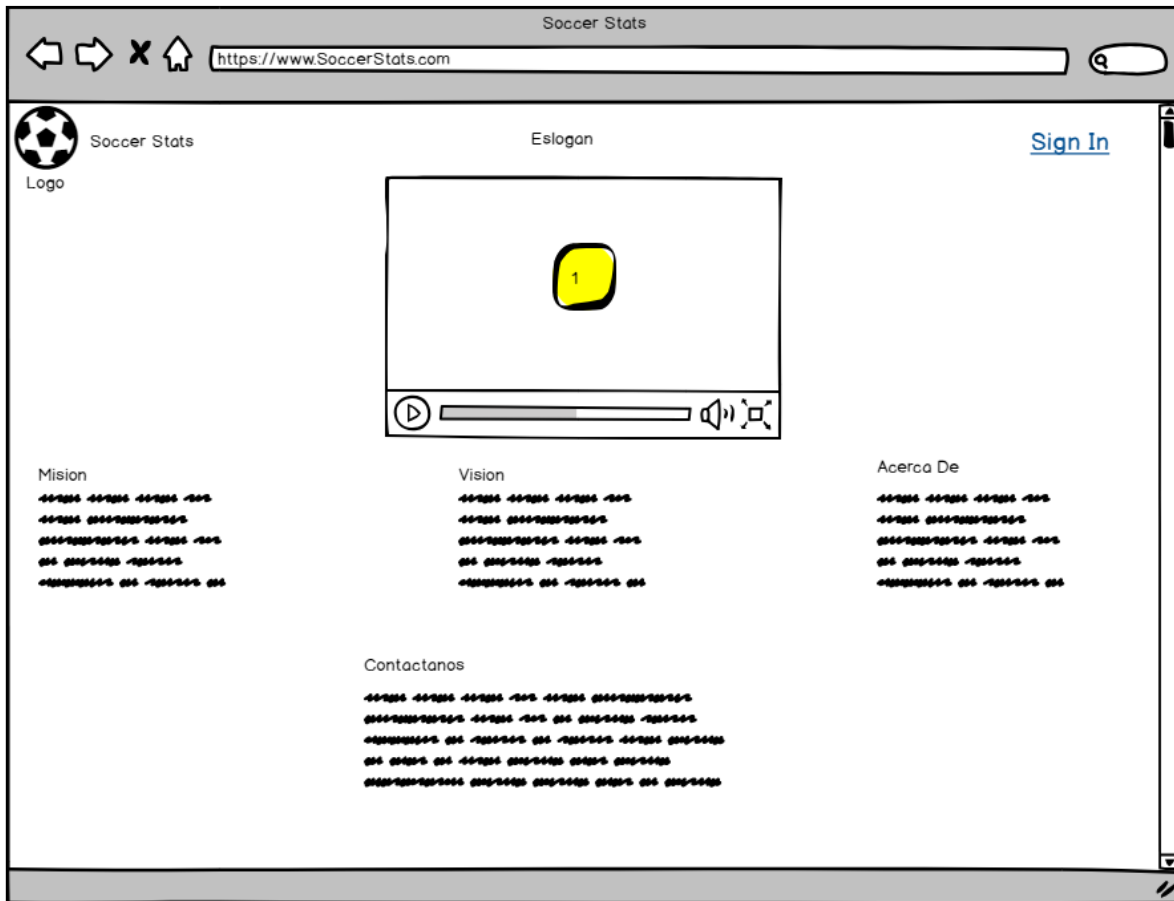 Soccer Stats
https://www.SoccerStats.com
Soccer Stats
Eslogan
Sign In
Logo
1
Mision
Vision
Acerca De
Contactanos